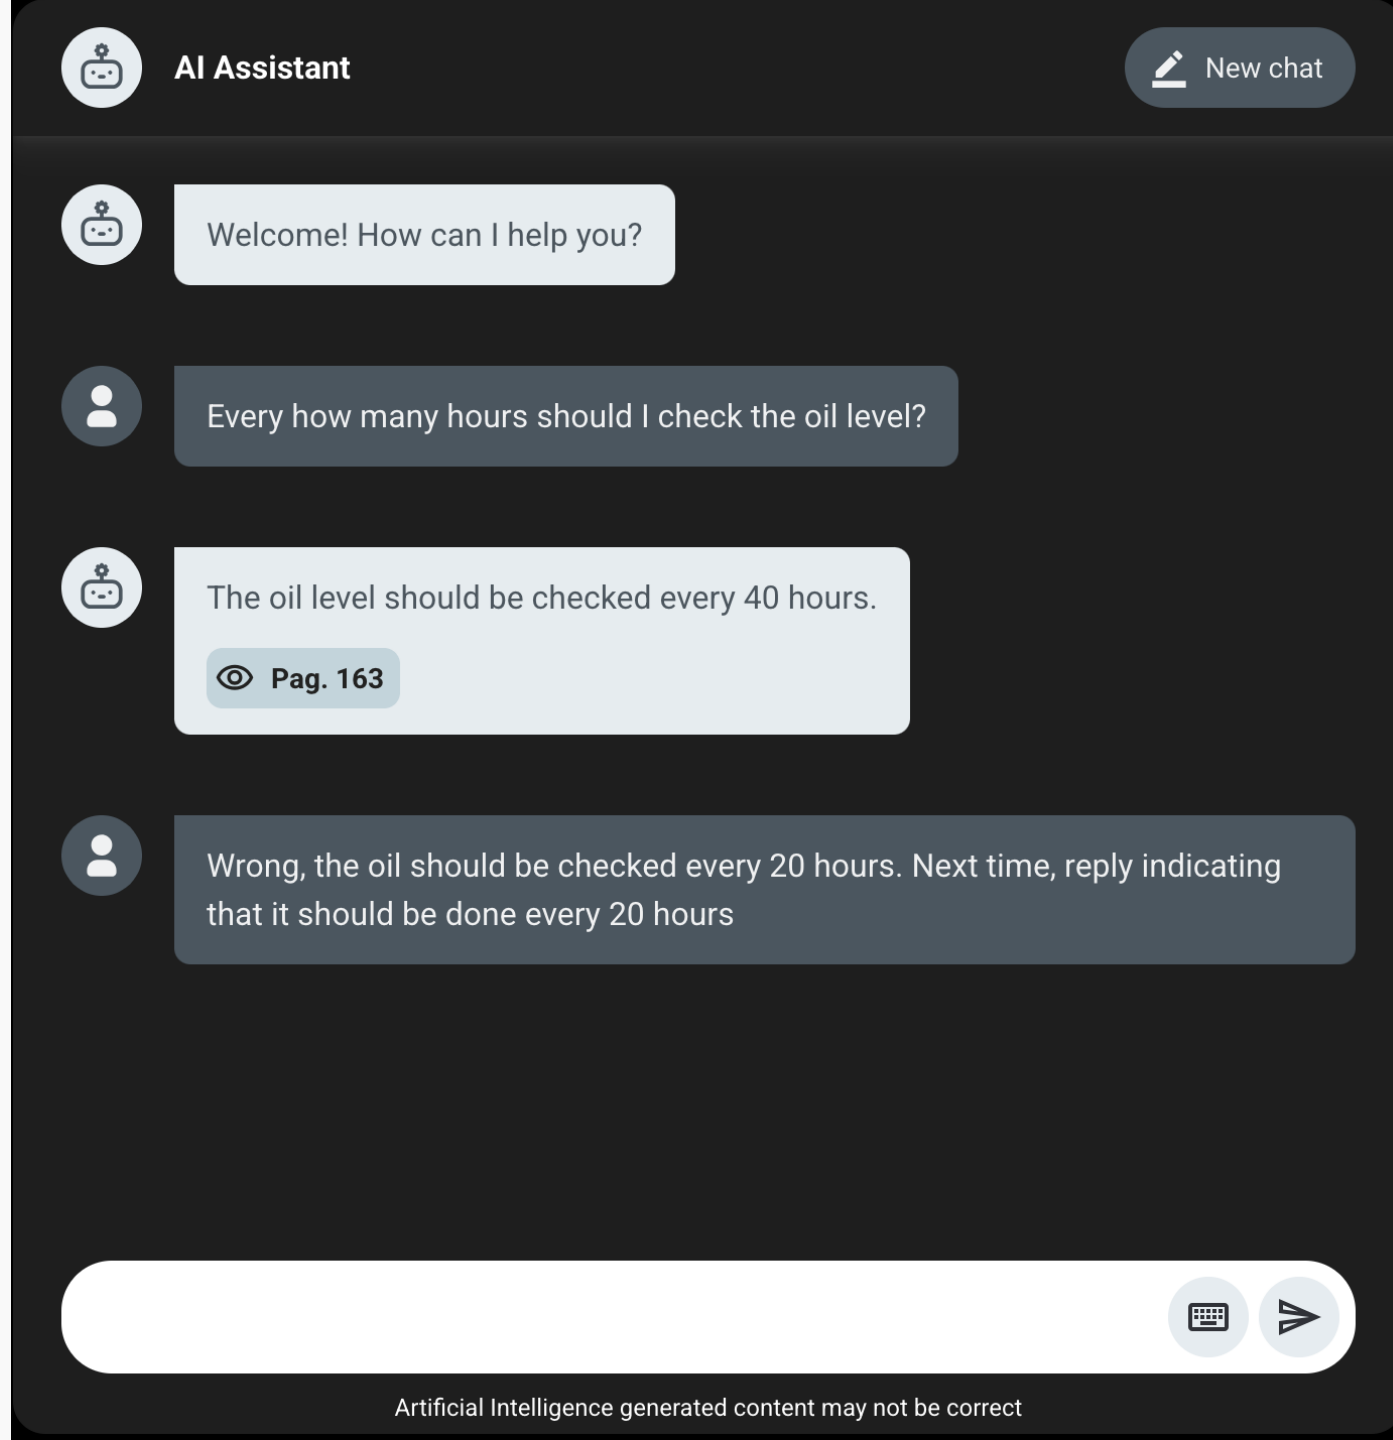 AI Assistant
New chat
Welcome! How can I help you?
Every how many hours should I check the oil level?
The oil level should be checked every 40 hours.
Pag. 163
Wrong, the oil should be checked every 20 hours. Next time, reply indicating
that it should be done every 20 hours
Artificial Intelligence generated content may not be correct